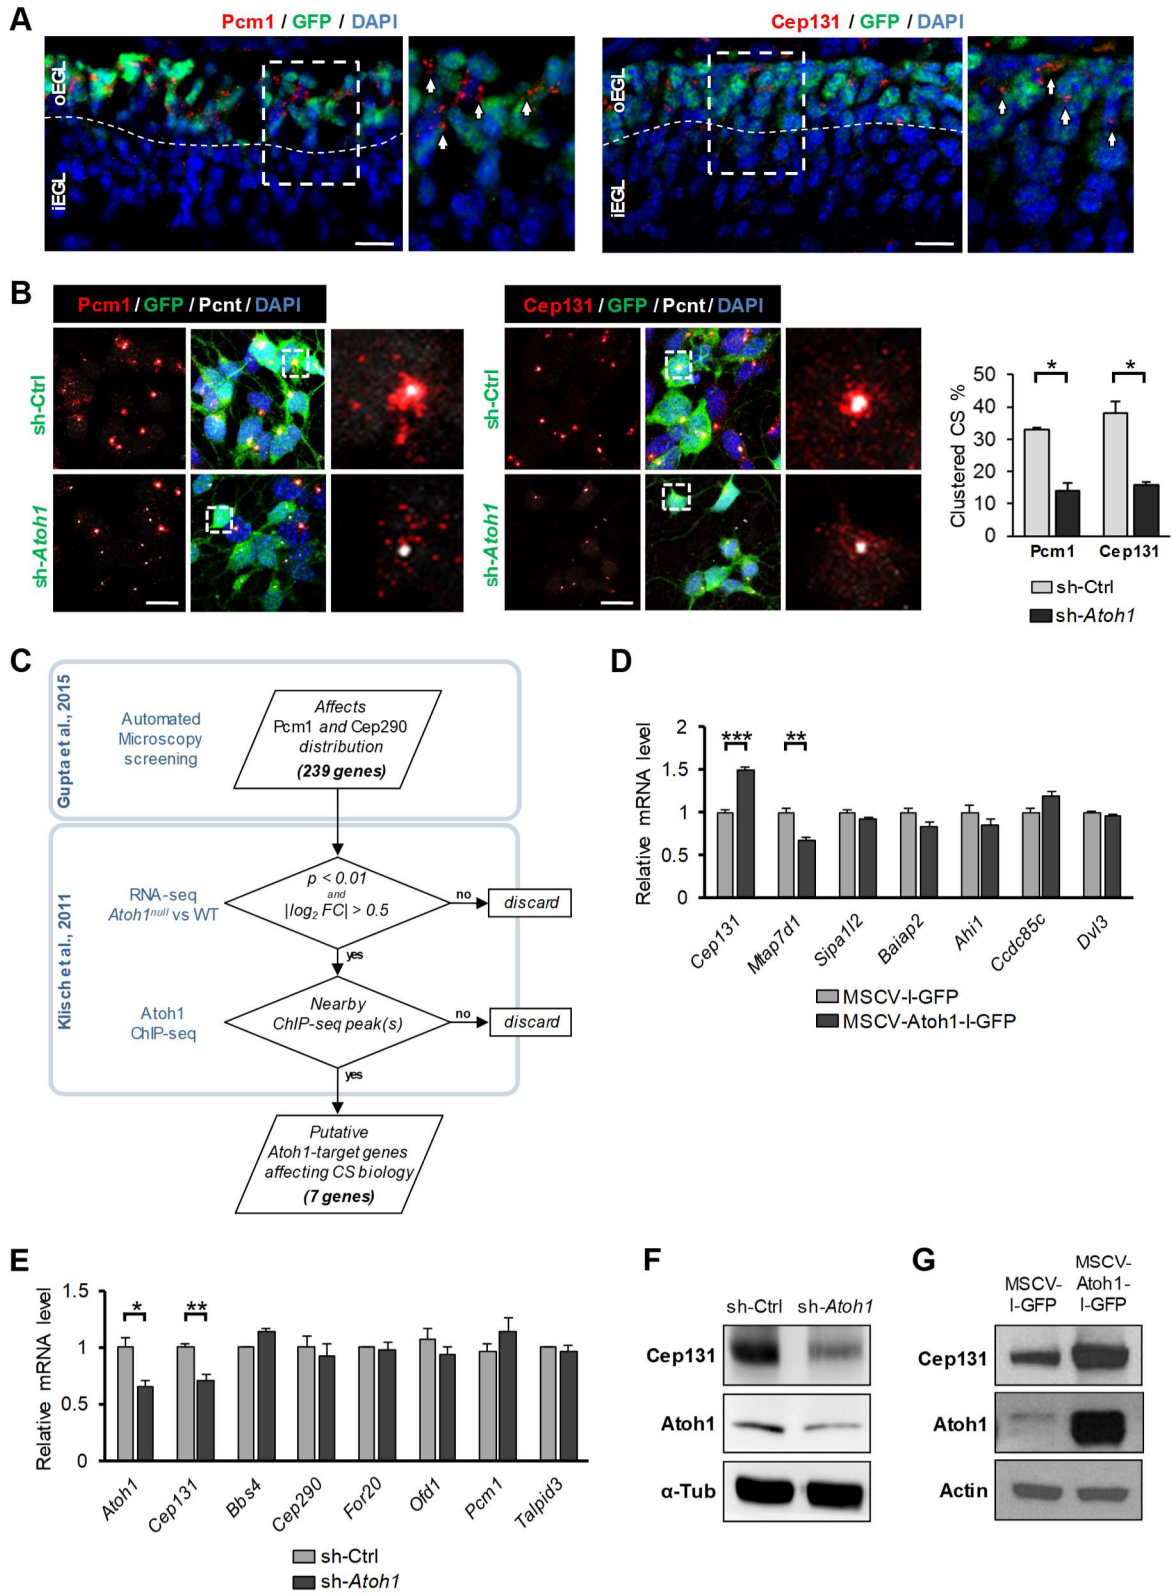 A
Pcm1 / GFP / DAPI
Cep131 / GFP / DAPI
oEGL
iEGL
oEGL
iEGL
B
Pcm1/GFP/Pcnt/DAPI
Cep131/GFP/Pcnt/DAPI
sh-Ctrl
sh-Atoh1
sh-Ctrl
sh-Atoh1
Clustered CS %
50
40
30
20
10
0
*
*
Pcm1 Cep131
sh-Ctrl
sh-Atoh1
C
Gupta et al., 2015
Automated
Microscopy
screening
Affects
Pcm1 and Cep290
distribution
(239 genes)
Klisch et al., 2011
RNA-seq
Atoh1null vs WT
p < 0.01
and
|log2 FC| > 0.5
no
discard
yes
Atoh1
ChIP-seq
Nearby
ChIP-seq peak(s)
no
discard
yes
Putative
Atoh1-target genes
affecting CS biology
(7 genes)
D
Relative mRNA level
2
1.5
1
0.5
0
***
**
Cep131
Mtap7d1
Sipa1l2
Baiap2
Ahi1
Ccdc85c
Dvl3
MSCV-I-GFP
MSCV-Atoh1-I-GFP
E
Relative mRNA level
1.5
1
0.5
0
*
**
Atoh1
Cep131
Bbs4
Cep290
For20
Ofd1
Pcm1
Talpid3
sh-Ctrl
sh-Atoh1
F
sh-Ctrl sh-Atoh1
Cep131
Atoh1
α-Tub
G
MSCV-
I-GFP
MSCV-
Atoh1-
I-GFP
Cep131
Atoh1
Actin